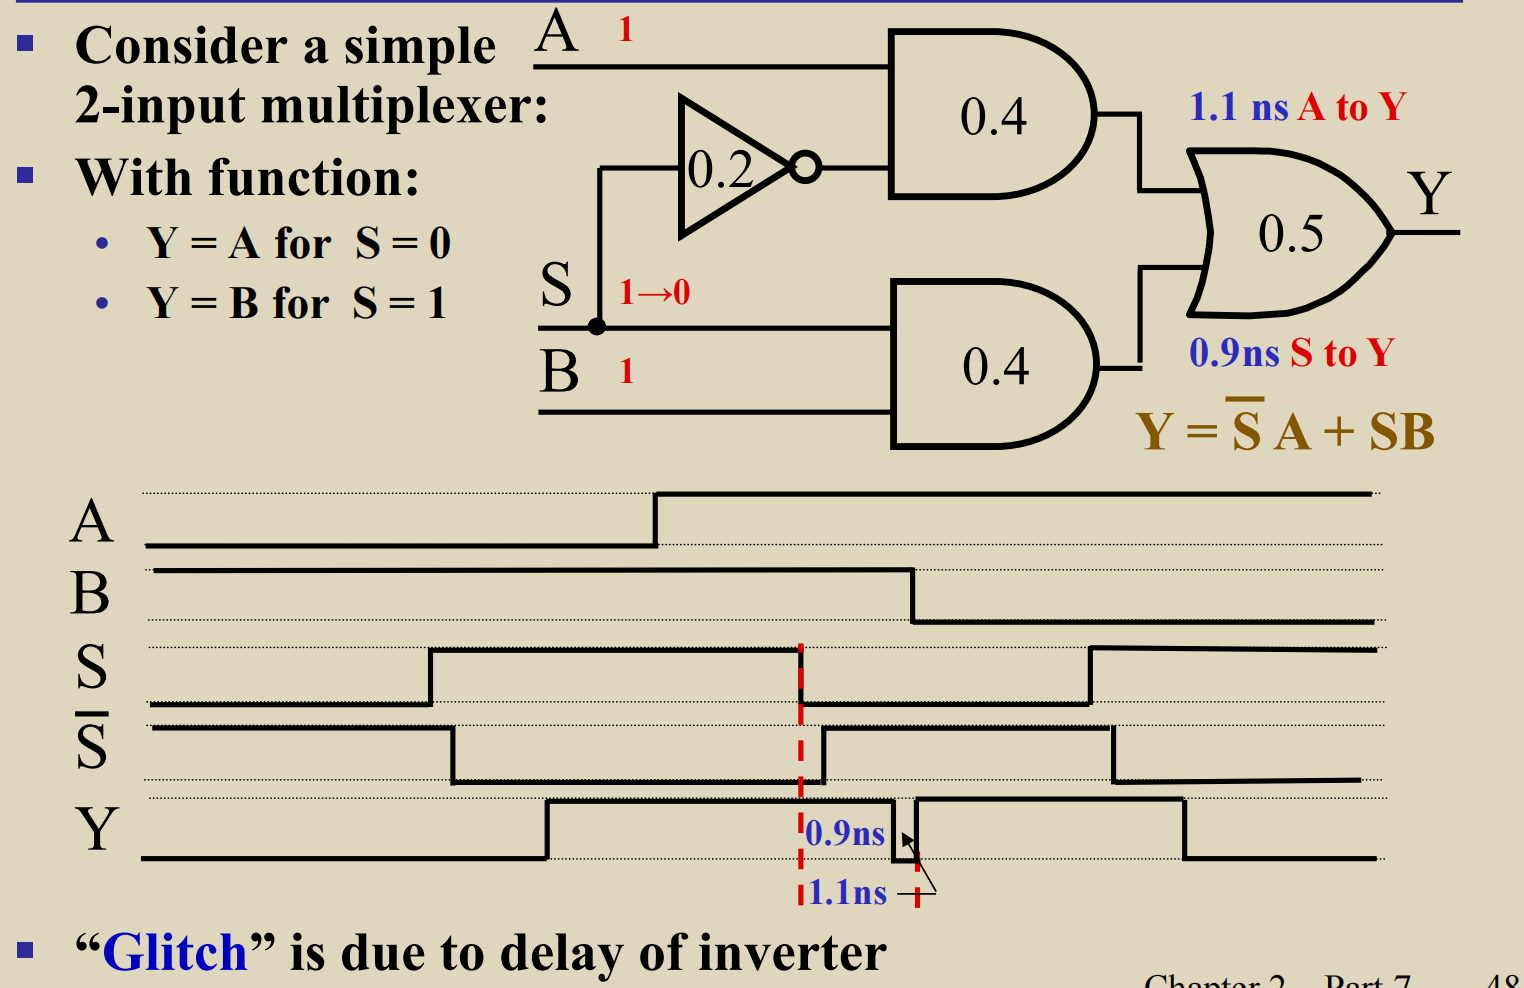 Consider a simple
2-input multiplexer:
With function:
• Y = A for S = 0
• Y = B for S = 1
A 1
0.4
0.2
S 1→0
B 1
0.4
1.1 ns A to Y
0.5
Y
0.9ns S to Y
Y = S̅ A + SB
A
B
S
S̅
Y
0.9ns
1.1ns
“Glitch” is due to delay of inverter
Chapter 2 Part 7 48